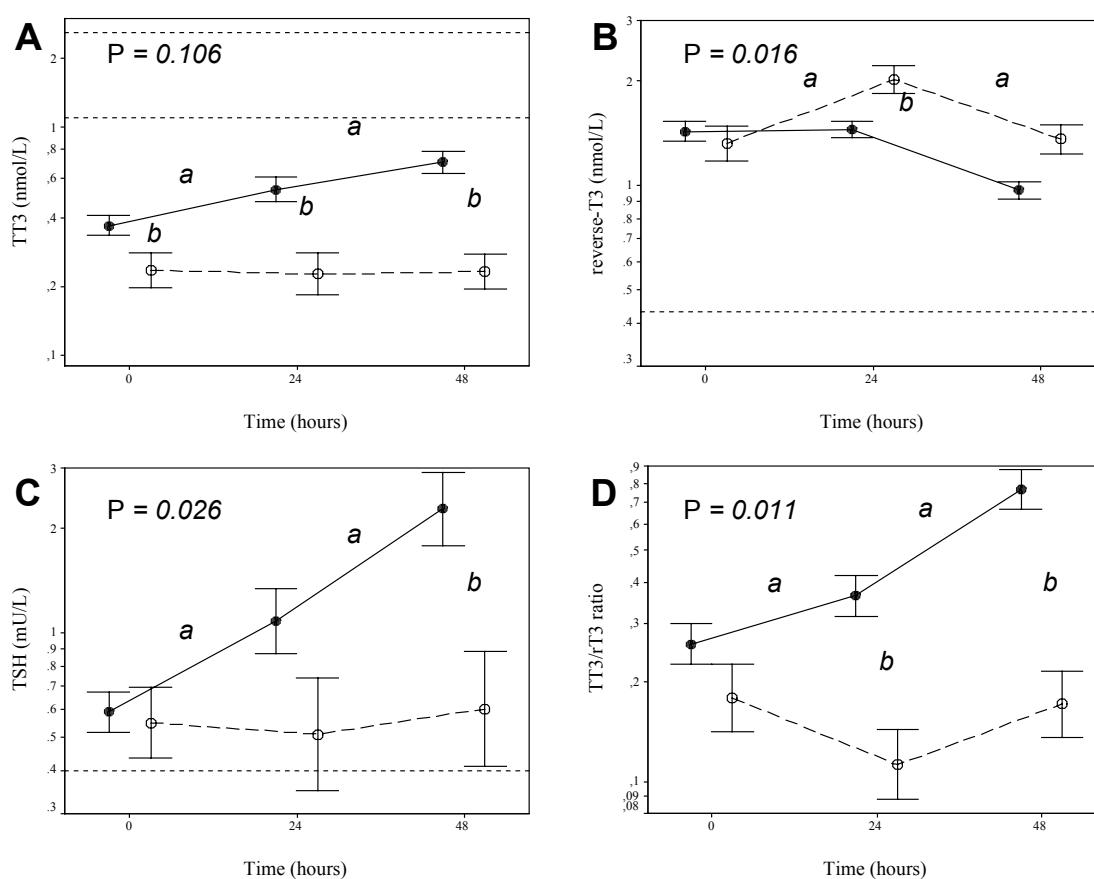 A
P = 0.106
TT3 (nmol/L)
2
1
,8
,6
,4
,2
,1
a
a
b
b
b
0
24
48
Time (hours)
B
P = 0.016
reverse-T3 (nmol/L)
3
2
1
.9
.8
.7
.6
.5
.4
.3
a
a
b
0
24
48
Time (hours)
C
P = 0.026
TSH (mU/L)
3
2
1
.9
.8
.7
.6
.5
.4
.3
a
a
b
0
24
48
Time (hours)
D
P = 0.011
TT3/rT3 ratio
,9
,8
,7
,5
,4
,3
,2
,1
,09
,08
a
a
b
b
0
24
48
Time (hours)